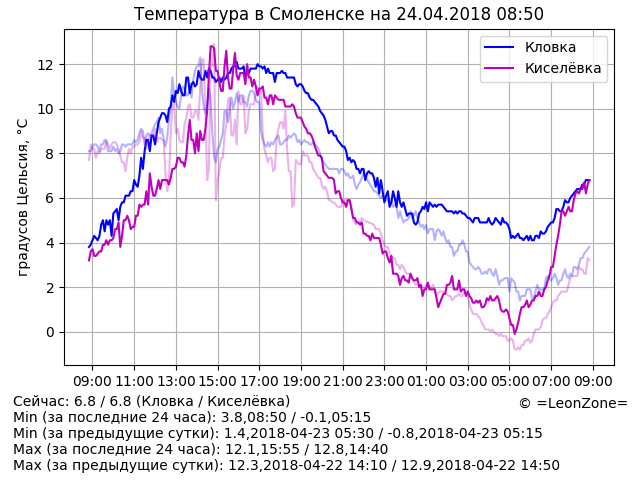 Температура в Смоленске на 24.04.2018 08:50
Кловка
Киселёвка
градусов Цельсия, °C
12
10
8
6
4
2
0
09:00 11:00 13:00 15:00 17:00 19:00 21:00 23:00 01:00 03:00 05:00 07:00 09:00
Сейчас: 6.8 / 6.8 (Кловка / Киселёвка)
© =LeonZone=
Min (за последние 24 часа): 3.8,08:50 / -0.1,05:15
Min (за предыдущие сутки): 1.4,2018-04-23 05:30 / -0.8,2018-04-23 05:15
Max (за последние 24 часа): 12.1,15:55 / 12.8,14:40
Max (за предыдущие сутки): 12.3,2018-04-22 14:10 / 12.9,2018-04-22 14:50